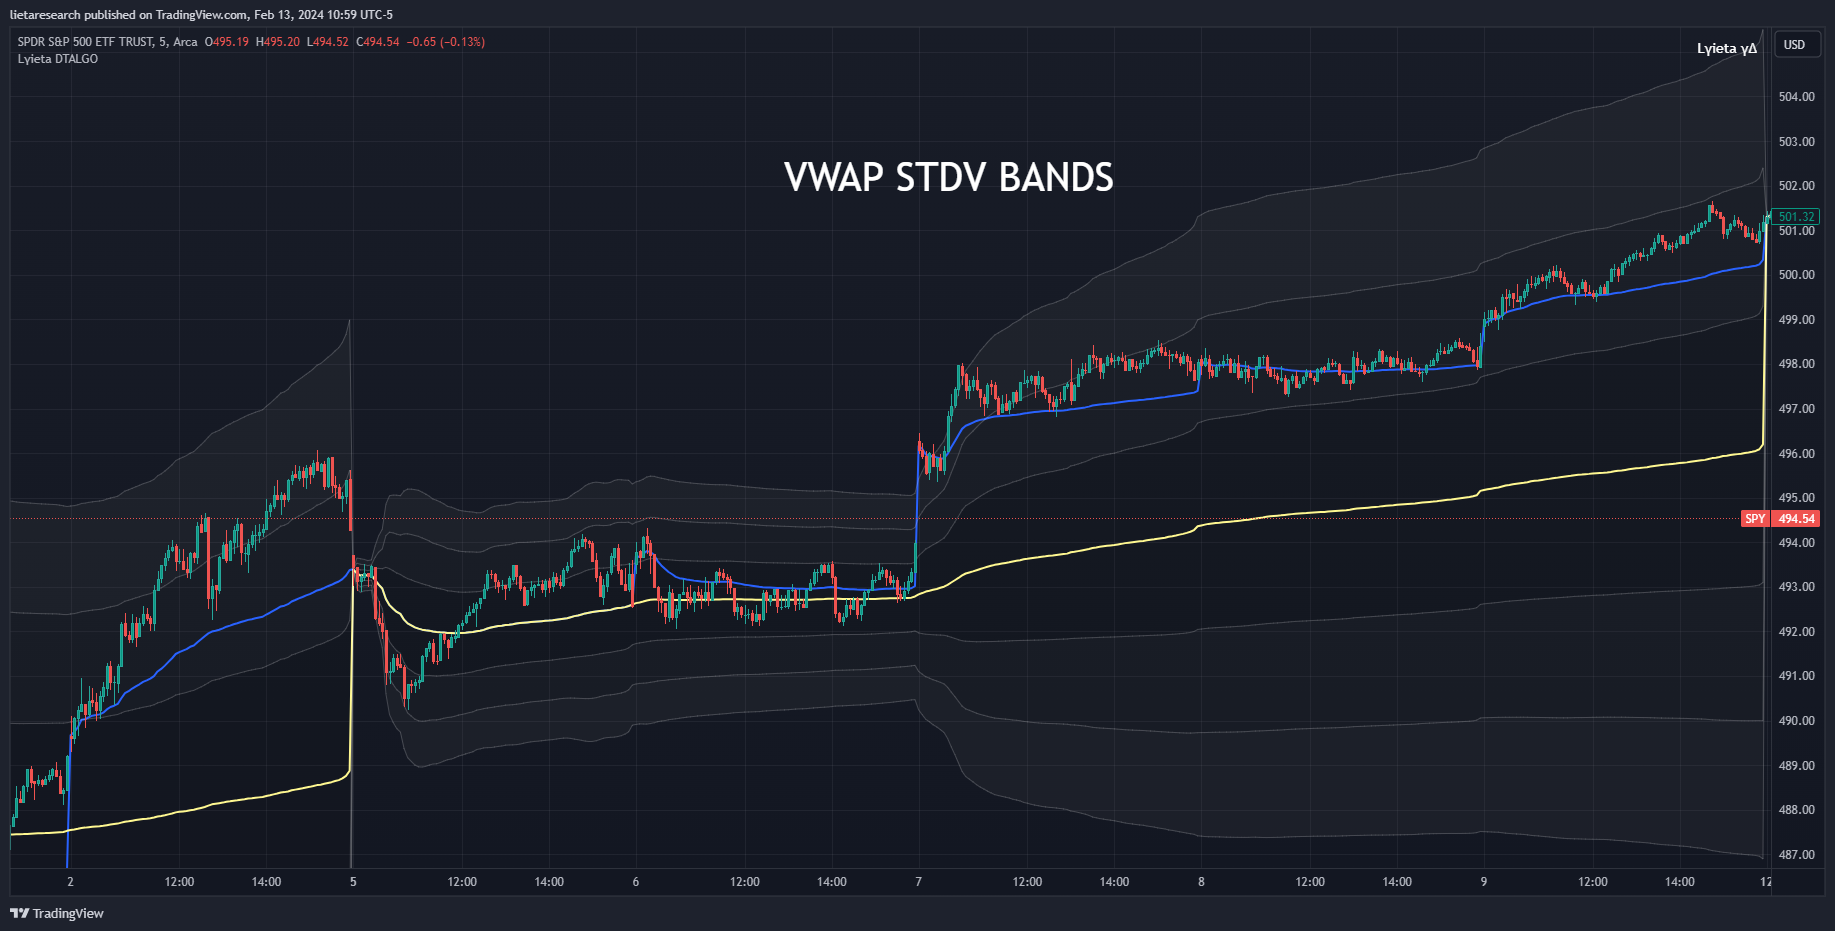 lietaresearch published on TradingView.com, Feb 13, 2024 10:59 UTC-5
SPDR S&P 500 ETF TRUST, 5, Arca O495.19 H495.20 L494.52 C494.54 −0.65 (−0.13%)
Lyieta DTALGO
Lyieta γΔ
USD
VWAP STDV BANDS
504.00
503.00
502.00
501.32
501.00
500.00
499.00
498.00
497.00
496.00
495.00
SPY 494.54
494.00
493.00
492.00
491.00
490.00
489.00
488.00
487.00
2 12:00 14:00 5 12:00 14:00 6 12:00 14:00 7 12:00 14:00 8 12:00 14:00 9 12:00 14:00 12
TradingView